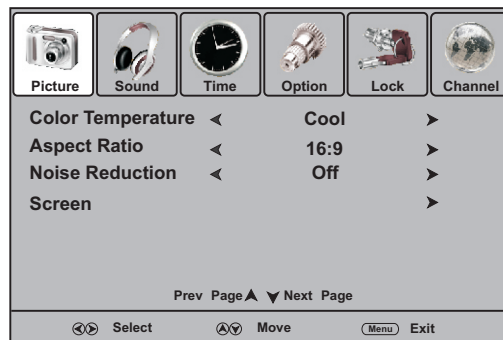 Picture Sound Time Option Lock Channel
Color Temperature Cool
Aspect Ratio 16:9
Noise Reduction Off
Screen
Prev Page Next Page
Select Move Menu Exit